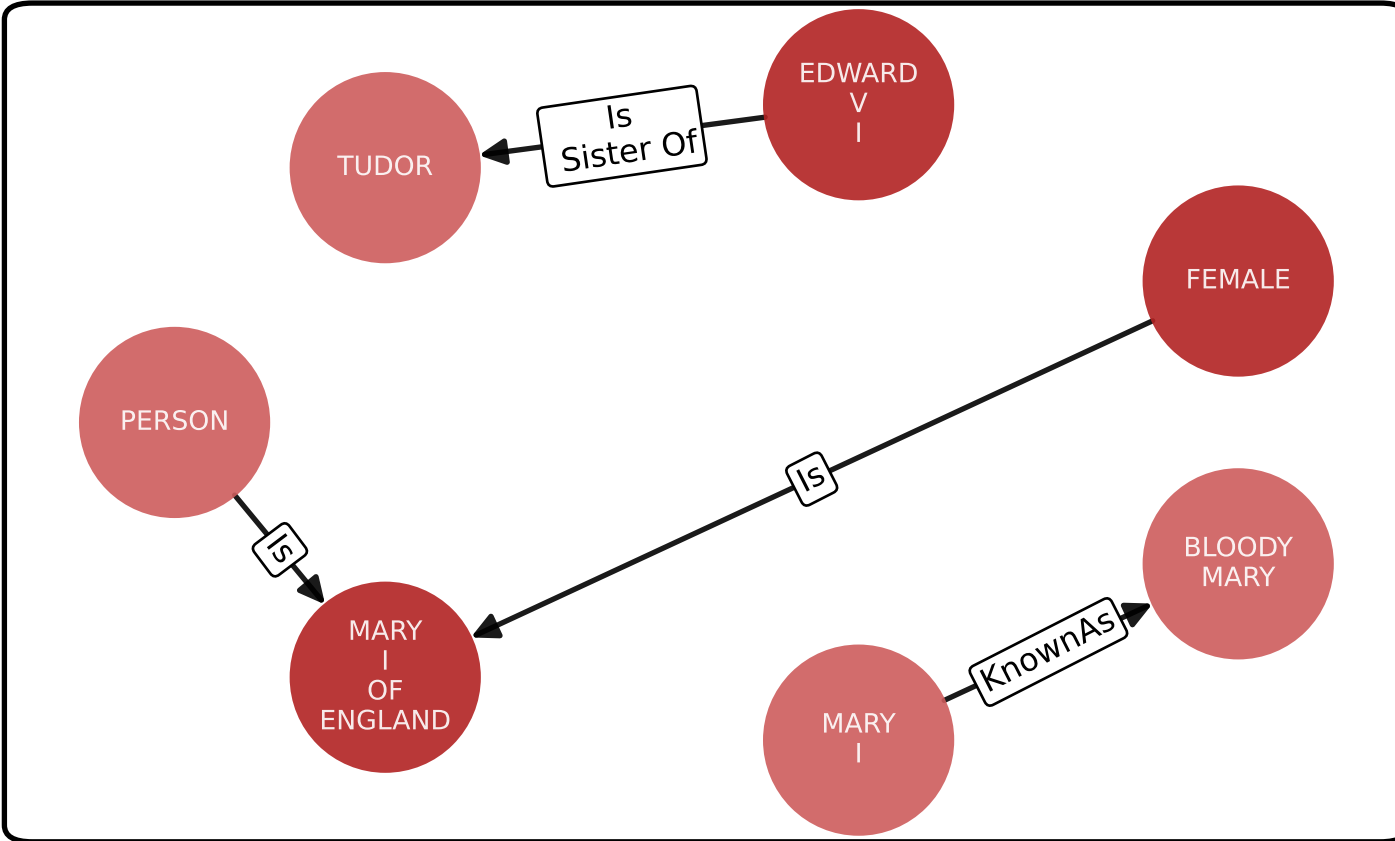 EDWARD
V
I
Is
Sister Of
TUDOR
FEMALE
PERSON
Is
Is
BLOODY
MARY
KnownAs
MARY
I
OF
ENGLAND
MARY
I